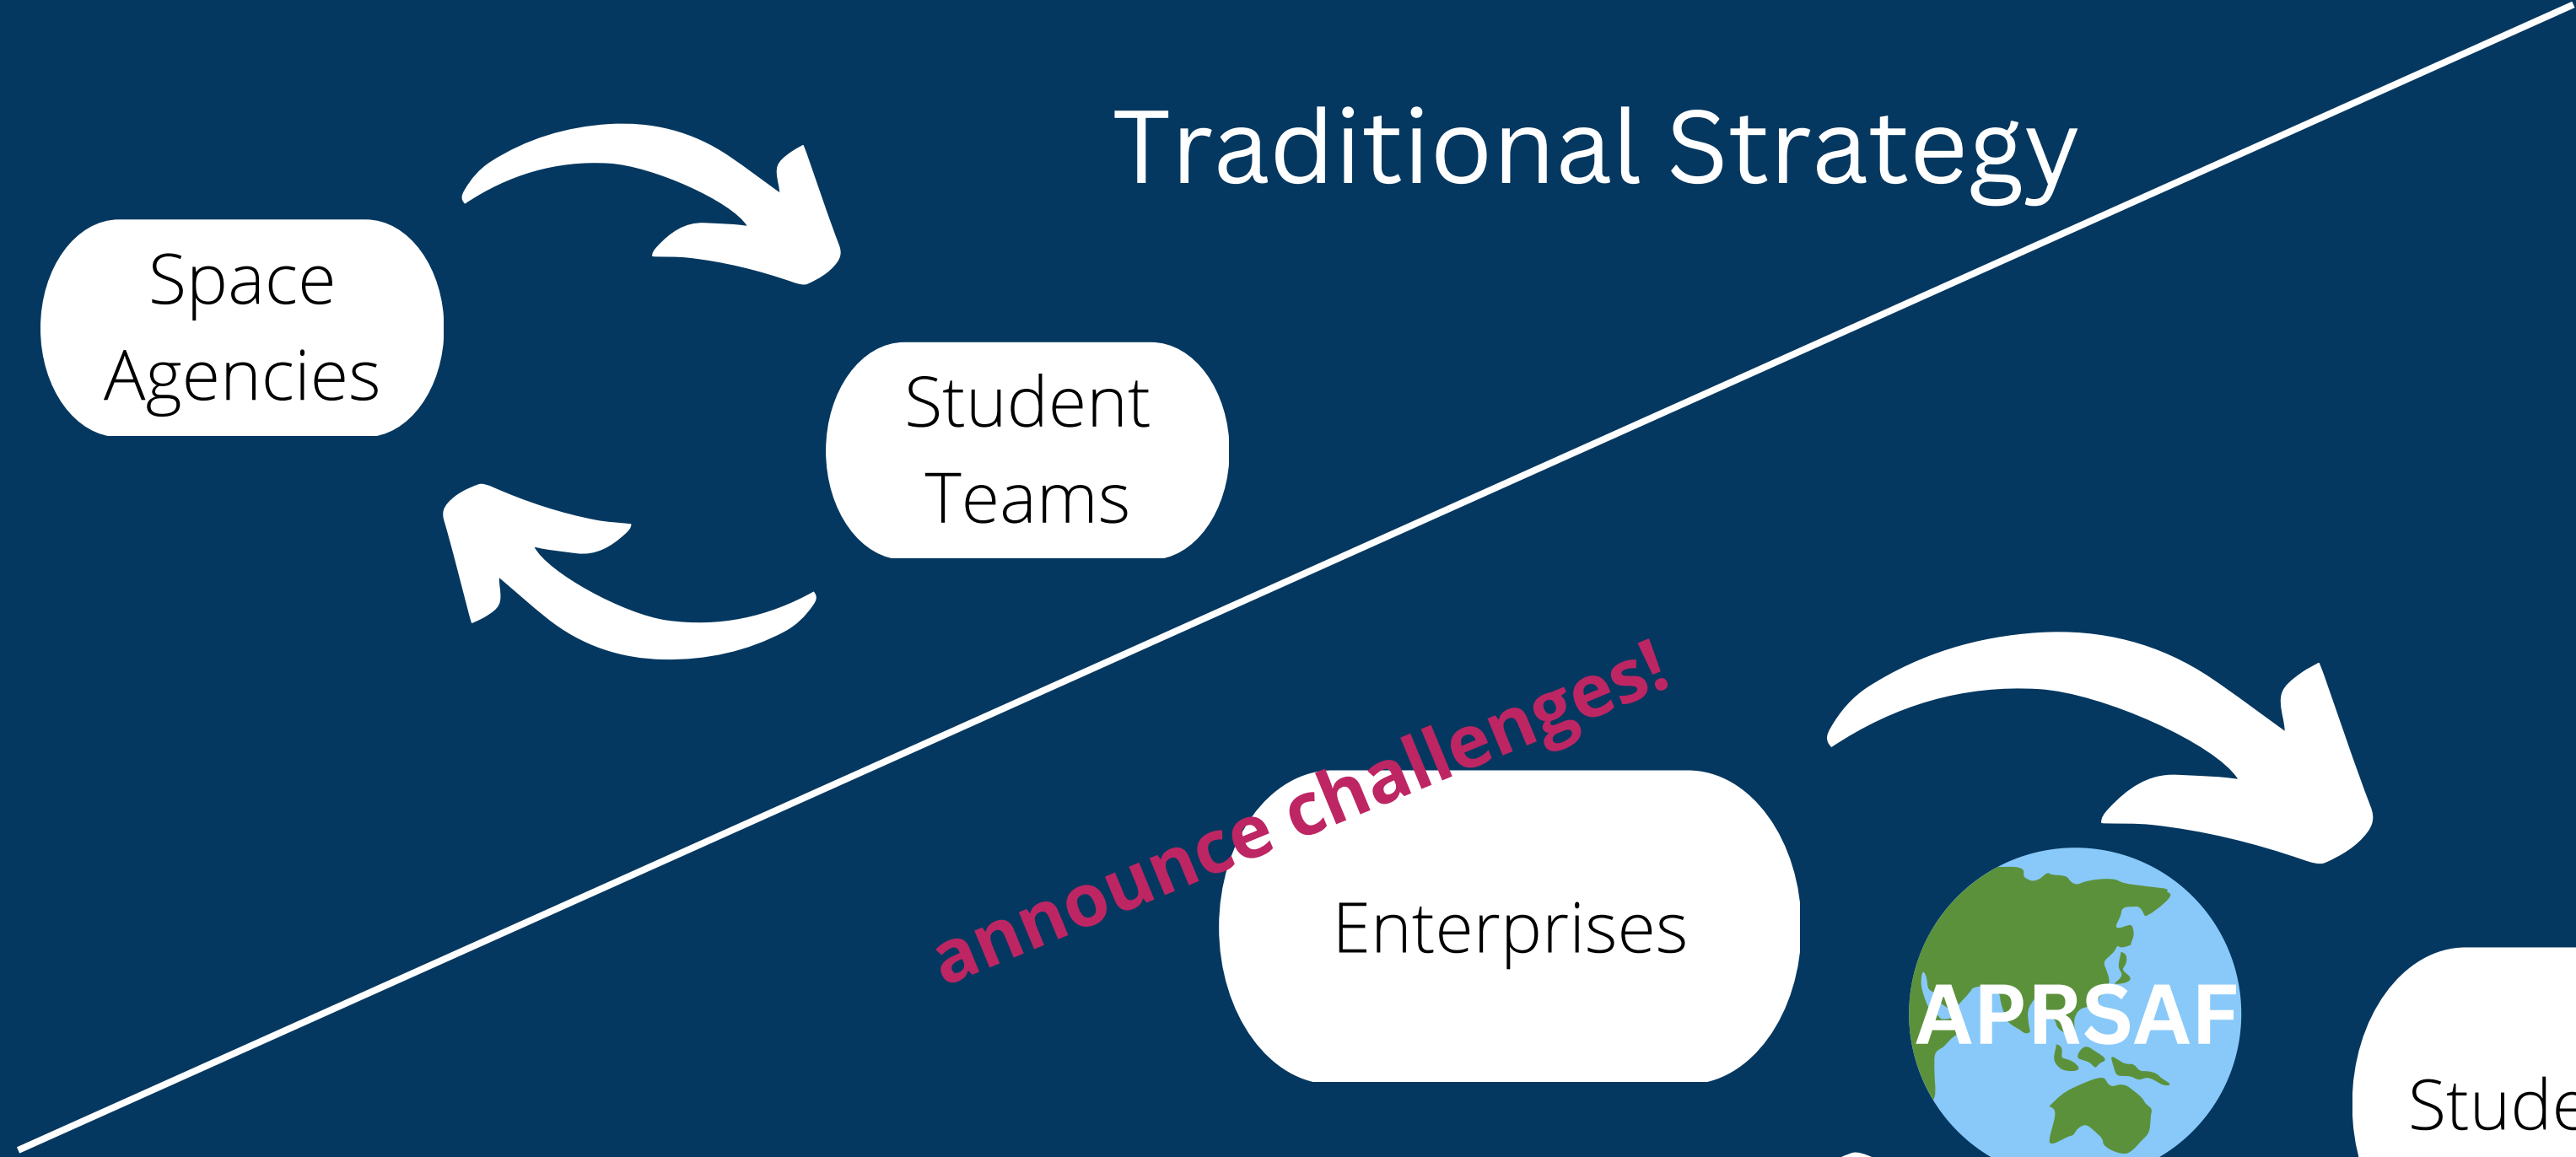 Traditional Strategy
Space
Agencies
Student
Teams
announce challenges!
Enterprises
APRSAF